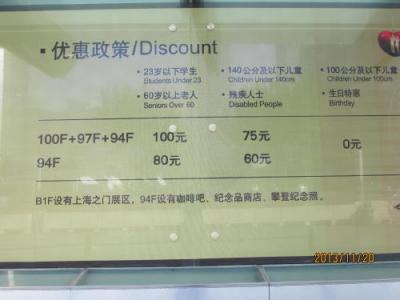 ▪ 优惠政策/Discount
• 23岁以下学生 • 140公分及以下儿童 • 100公分及以下儿童
Students Under 23 Children Under 140cm Children Under 100cm
• 60岁以上老人 • 残疾人士 • 生日特惠
Seniors Over 60 Disabled People Birthday
100F+97F+94F 100元 75元 0元
94F 80元 60元
B1F设有上海之门展区，94F设有咖啡吧、纪念品商店、攀登纪念照。
2013/11/20